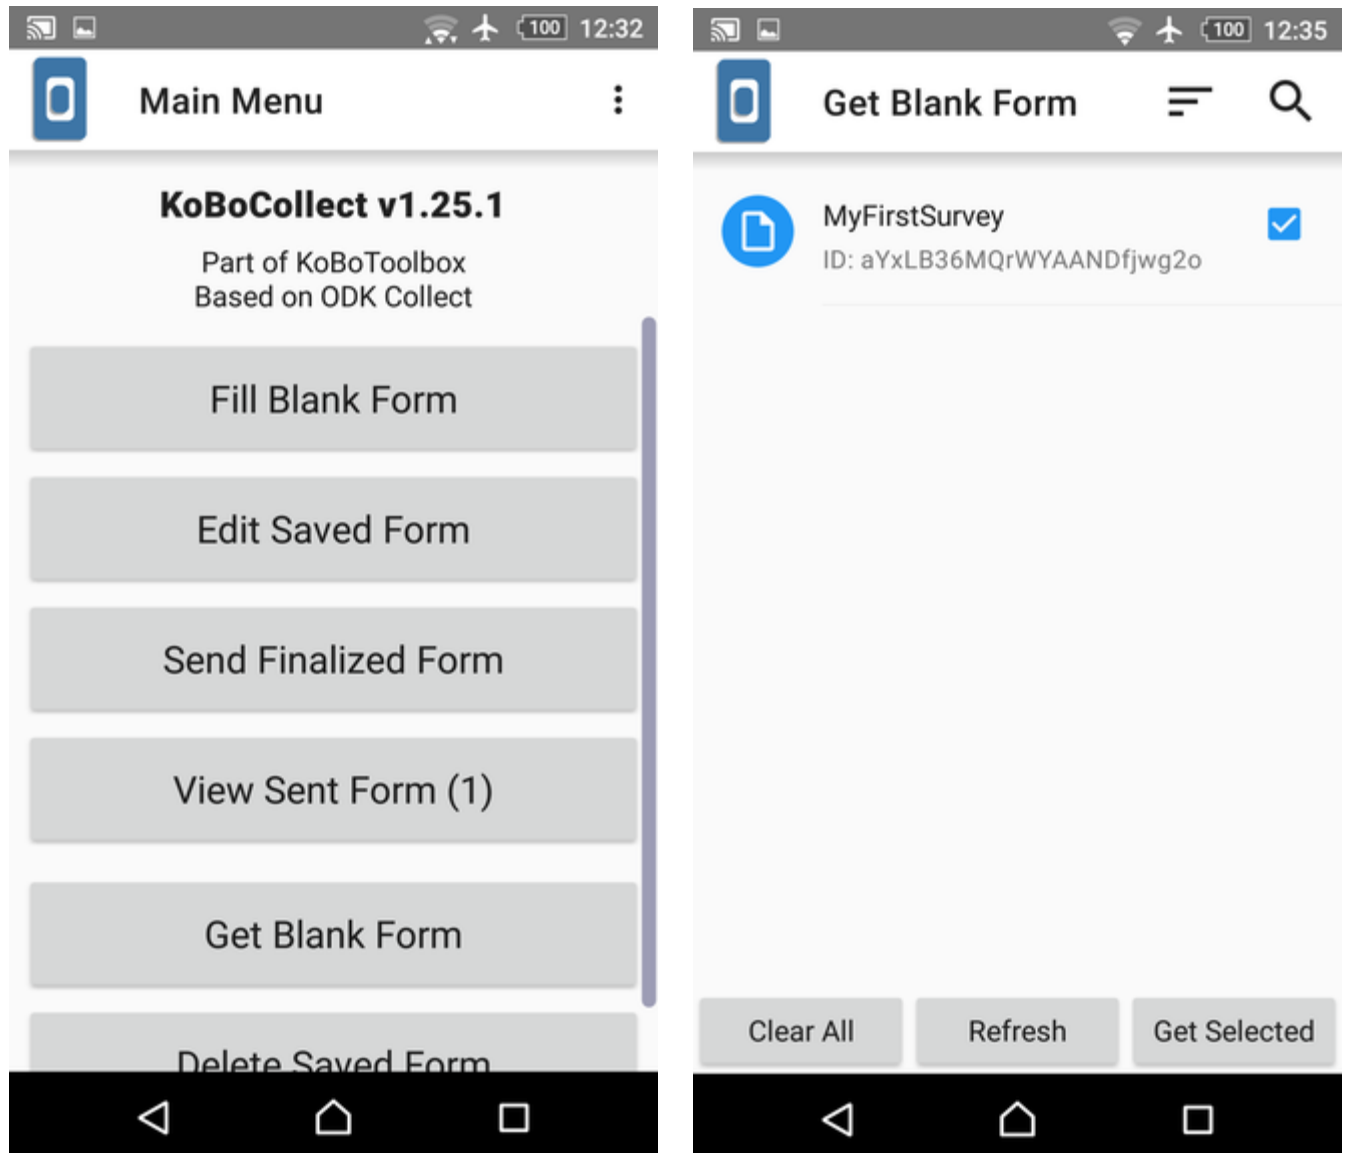 100 12:32
Main Menu
KoBoCollect v1.25.1
Part of KoBoToolbox
Based on ODK Collect
Fill Blank Form
Edit Saved Form
Send Finalized Form
View Sent Form (1)
Get Blank Form
Delete Saved Form
100 12:35
Get Blank Form
MyFirstSurvey
ID: aYxLB36MQrWYAANDfjwg2o
Clear All
Refresh
Get Selected